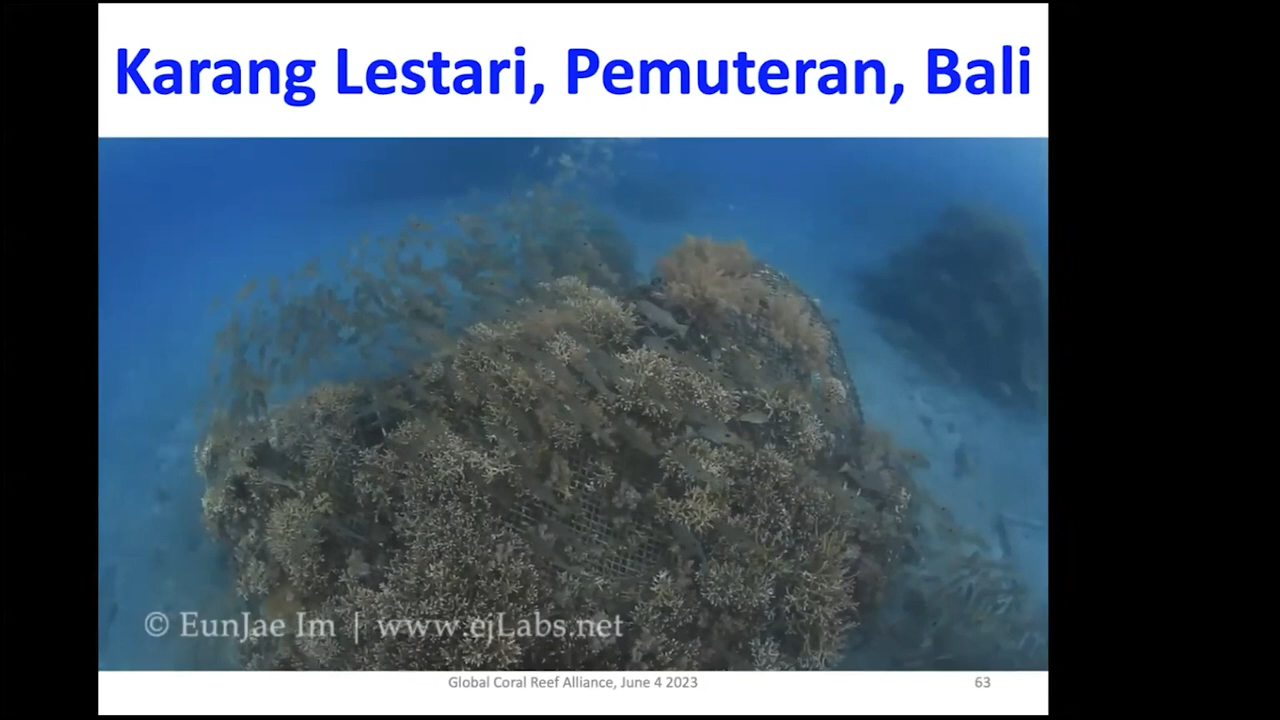 Karang Lestari, Pemuteran, Bali
© EunJae Im | www.ejLabs.net
Global Coral Reef Alliance, June 4 2023
63